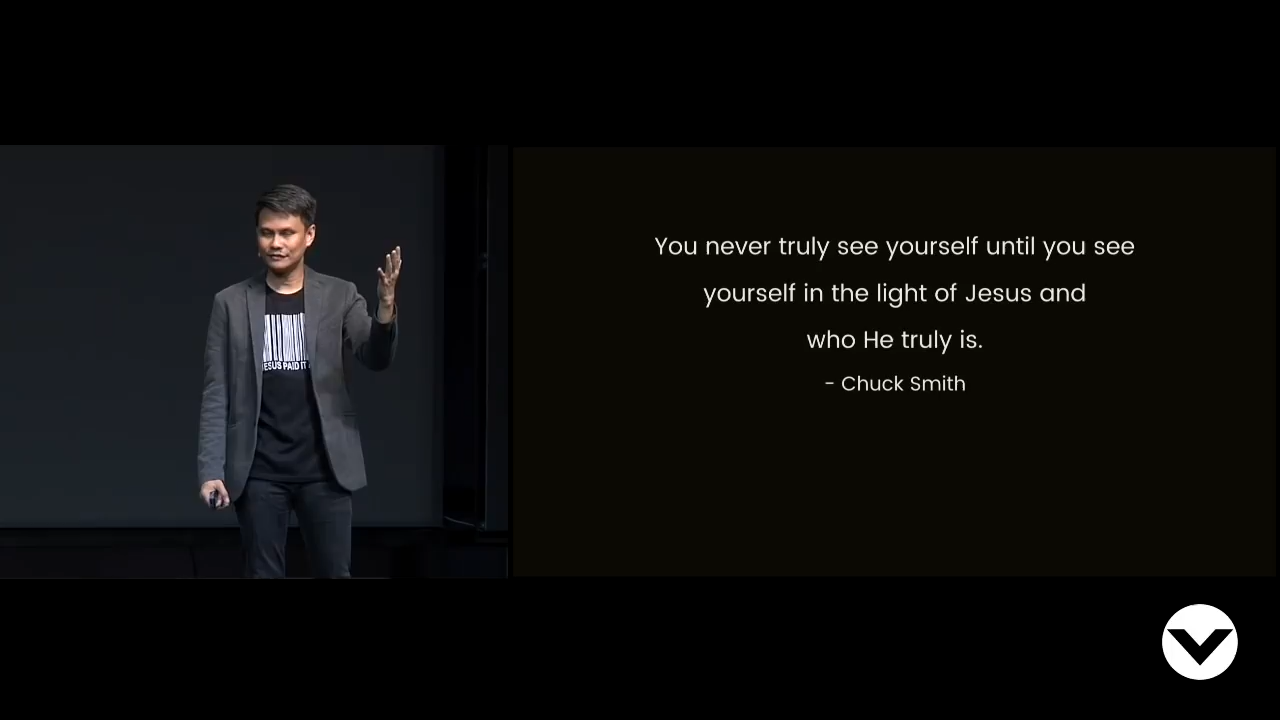 ESUS PAID IT
You never truly see yourself until you see
yourself in the light of Jesus and
who He truly is.
- Chuck Smith